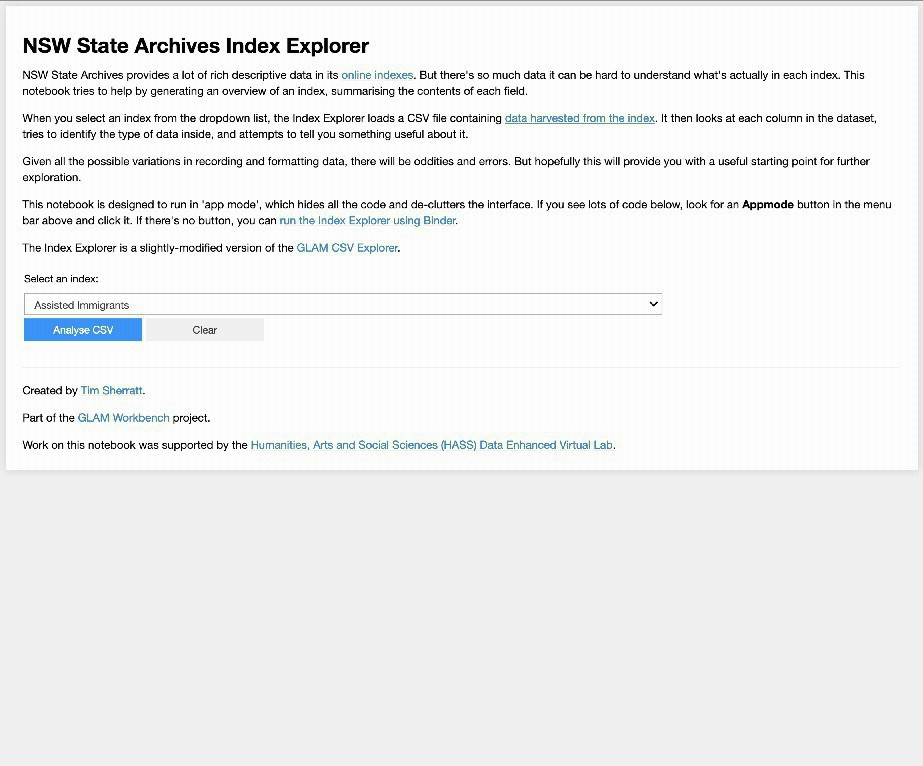 NSW State Archives Index Explorer
NSW State Archives provides a lot of rich descriptive data in its online indexes. But there's so much data it can be hard to understand what's actually in each index. This
notebook tries to help by generating an overview of an index, summarising the contents of each field.
When you select an index from the dropdown list, the Index Explorer loads a CSV file containing data harvested from the index. It then looks at each column in the dataset,
tries to identify the type of data inside, and attempts to tell you something useful about it.
Given all the possible variations in recording and formatting data, there will be oddities and errors. But hopefully this will provide you with a useful starting point for further
exploration.
This notebook is designed to run in 'app mode', which hides all the code and de-clutters the interface. If you see lots of code below, look for an Appmode button in the menu
bar above and click it. If there's no button, you can run the Index Explorer using Binder.
The Index Explorer is a slightly-modified version of the GLAM CSV Explorer.
Select an index:
Assisted Immigrants
Analyse CSV Clear
Created by Tim Sherratt.
Part of the GLAM Workbench project.
Work on this notebook was supported by the Humanities, Arts and Social Sciences (HASS) Data Enhanced Virtual Lab.